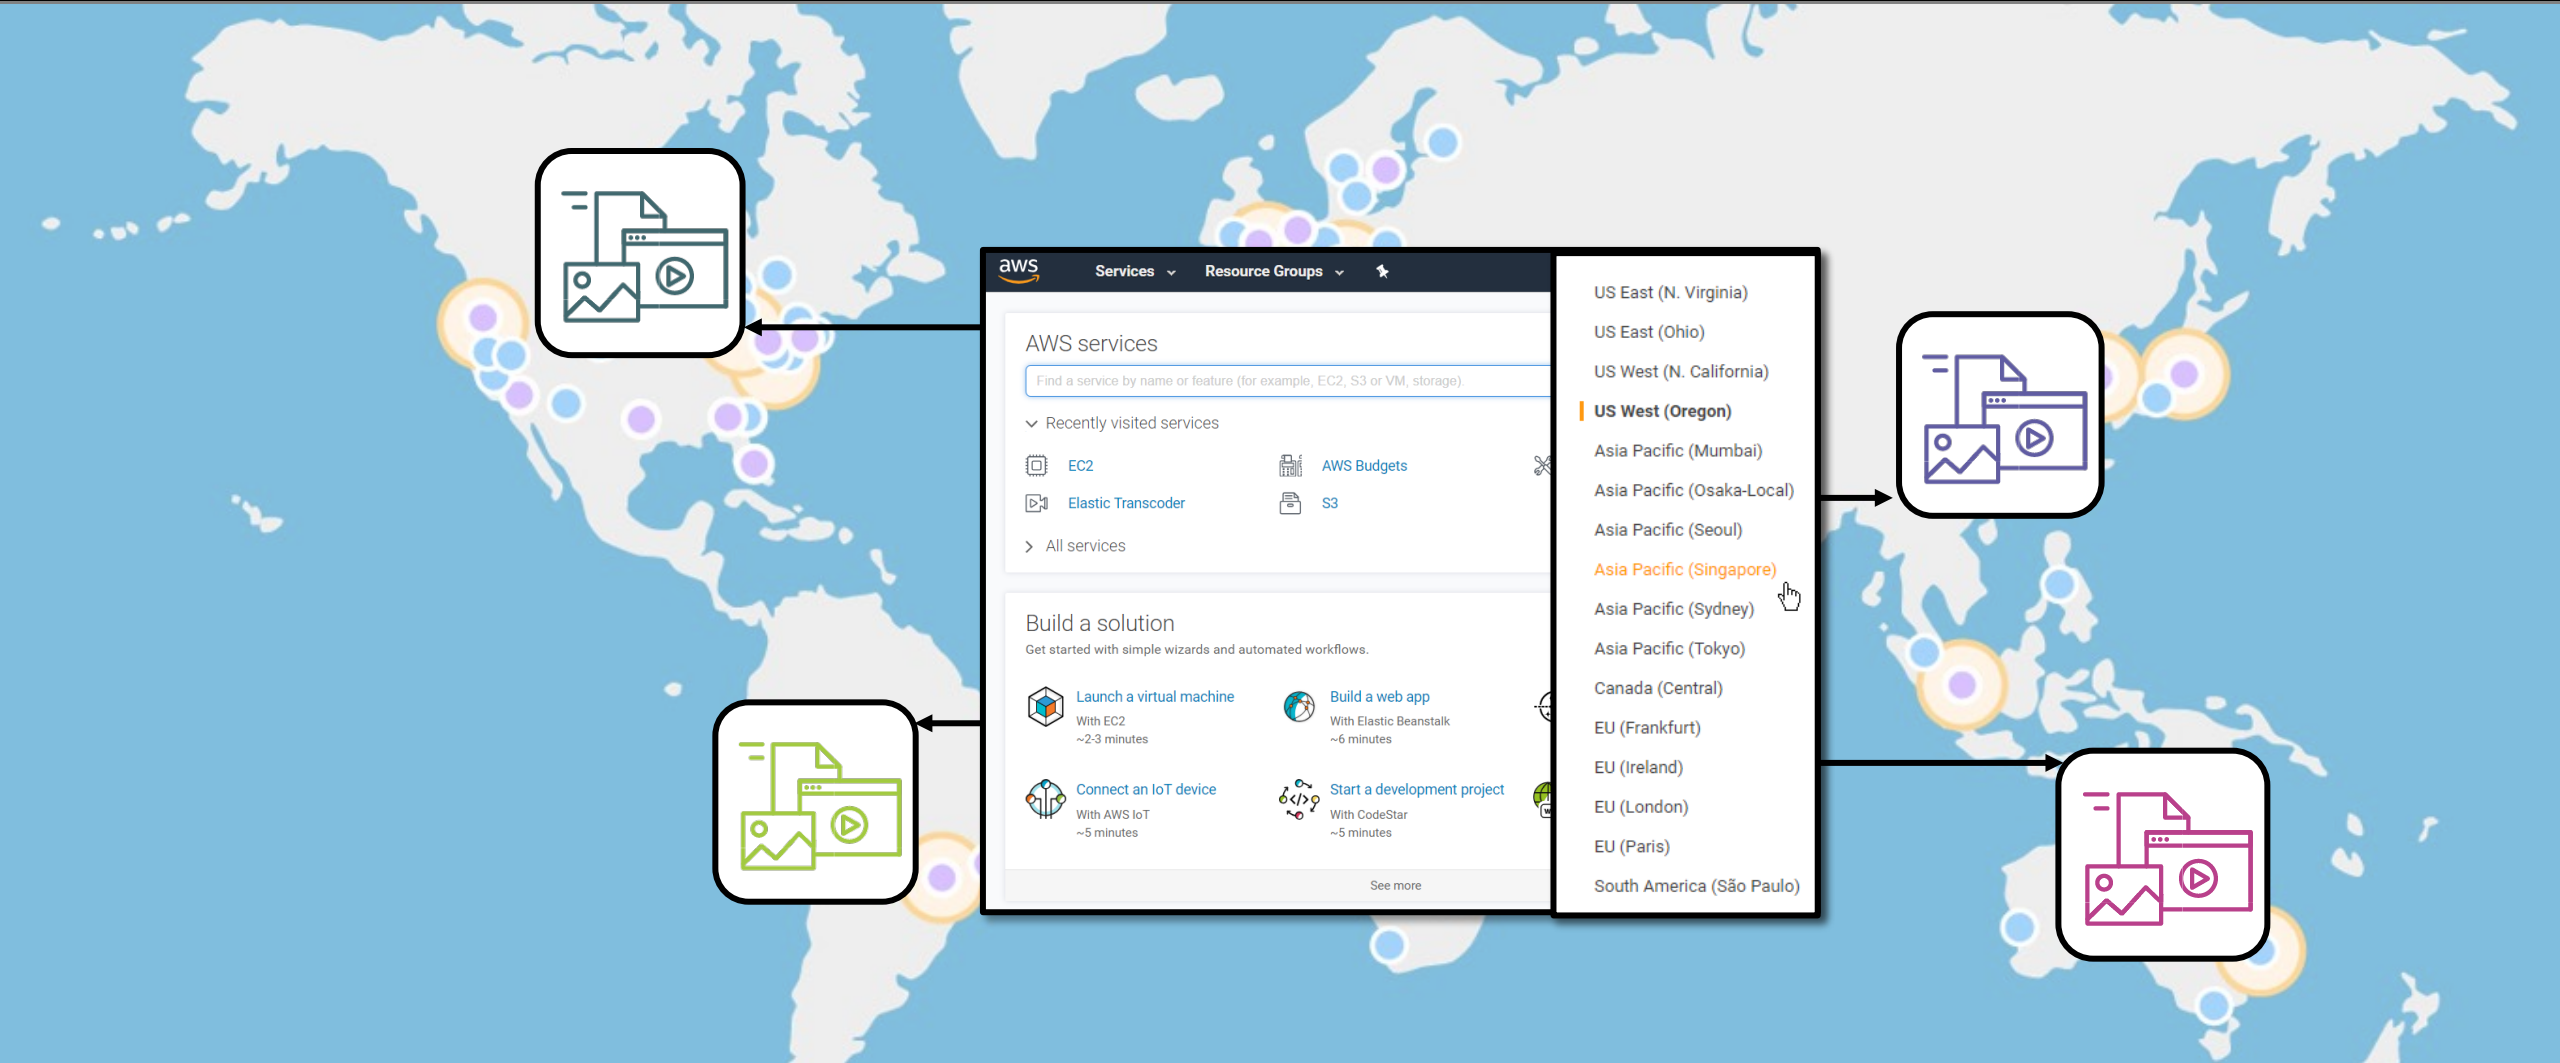 aws
Services
Resource Groups
AWS services
Find a service by name or feature (for example, EC2, S3 or VM, storage).
Recently visited services
EC2
AWS Budgets
Elastic Transcoder
S3
All services
Build a solution
Get started with simple wizards and automated workflows.
Launch a virtual machine
With EC2
~2-3 minutes
Build a web app
With Elastic Beanstalk
~6 minutes
Connect an IoT device
With AWS IoT
~5 minutes
Start a development project
With CodeStar
~5 minutes
See more
US East (N. Virginia)
US East (Ohio)
US West (N. California)
US West (Oregon)
Asia Pacific (Mumbai)
Asia Pacific (Osaka-Local)
Asia Pacific (Seoul)
Asia Pacific (Singapore)
Asia Pacific (Sydney)
Asia Pacific (Tokyo)
Canada (Central)
EU (Frankfurt)
EU (Ireland)
EU (London)
EU (Paris)
South America (São Paulo)